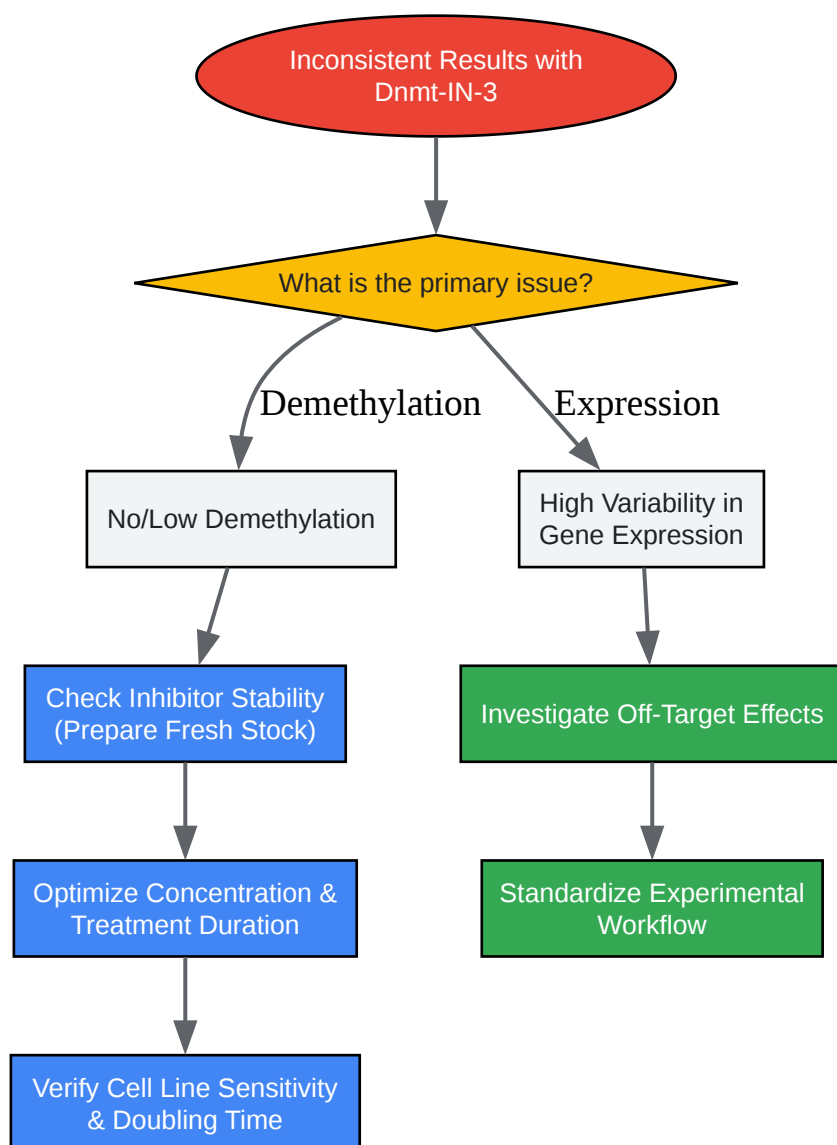 Inconsistent Results with
Dnmt-IN-3
What is the primary issue?
Demethylation
Expression
No/Low Demethylation
High Variability in
Gene Expression
Check Inhibitor Stability
(Prepare Fresh Stock)
Investigate Off-Target Effects
Optimize Concentration &
Treatment Duration
Standardize Experimental
Workflow
Verify Cell Line Sensitivity
& Doubling Time